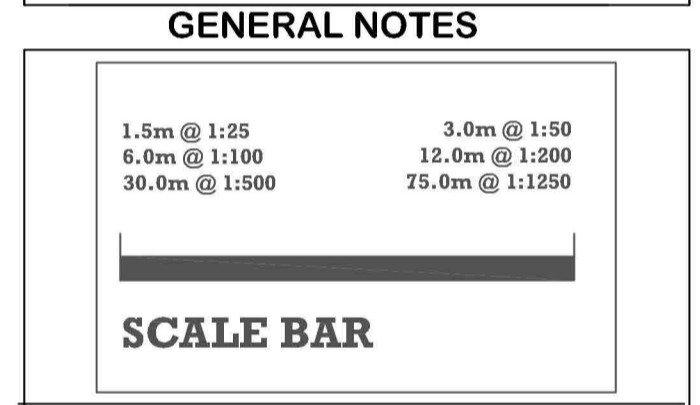 GENERAL NOTES
1.5m @ 1:25 3.0m @ 1:50
6.0m @ 1:100 12.0m @ 1:200
30.0m @ 1:500 75.0m @ 1:1250
SCALE BAR